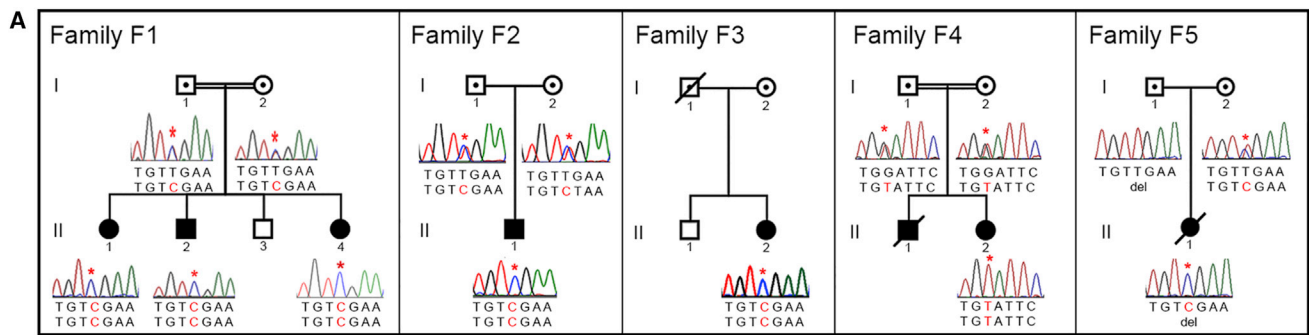 A
Family F1
I
1
2
*
*
TGTTGAA
TGTCGAA
TGTTGAA
TGTCGAA
II
1
2
3
4
*
*
*
TGTCGAA
TGTCGAA
TGTCGAA
TGTCGAA
TGTCGAA
TGTCGAA
Family F2
I
1
2
*
*
TGTTGAA
TGTCGAA
TGTTGAA
TGTCTAA
II
1
*
TGTCGAA
TGTCGAA
Family F3
I
1
2
II
1
2
*
TGTCGAA
TGTCGAA
Family F4
I
1
2
*
*
TGGATTC
TGTATTC
TGGATTC
TGTATTC
II
1
2
*
TGTATTC
TGTATTC
Family F5
I
1
2
*
TGTTGAA
del
TGTTGAA
TGTCGAA
II
1
*
TGTCGAA
del